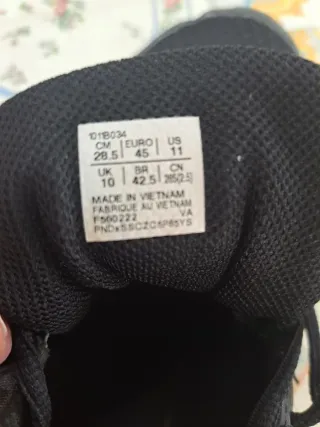 1011B034
CM EURO US
28.5 45 11
UK BR CN
10 42.5 285(2.5)
MADE IN VIETNAM
FABRIQUE AU VIETNAM
F560222 VA